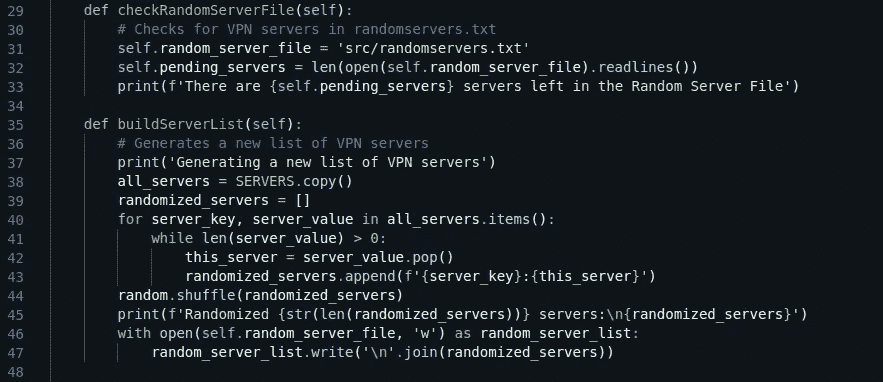 29 def checkRandomServerFile(self):
30 # Checks for VPN servers in randomservers.txt
31 self.random_server_file = 'src/randomservers.txt'
32 self.pending_servers = len(open(self.random_server_file).readlines())
33 print(f'There are {self.pending_servers} servers left in the Random Server File')
34
35 def buildServerList(self):
36 # Generates a new list of VPN servers
37 print('Generating a new list of VPN servers')
38 all_servers = SERVERS.copy()
39 randomized_servers = []
40 for server_key, server_value in all_servers.items():
41 while len(server_value) > 0:
42 this_server = server_value.pop()
43 randomized_servers.append(f'{server_key}:{this_server}')
44 random.shuffle(randomized_servers)
45 print(f'Randomized {str(len(randomized_servers))} servers:\n{randomized_servers}')
46 with open(self.random_server_file, 'w') as random_server_list:
47 random_server_list.write('\n'.join(randomized_servers))
48